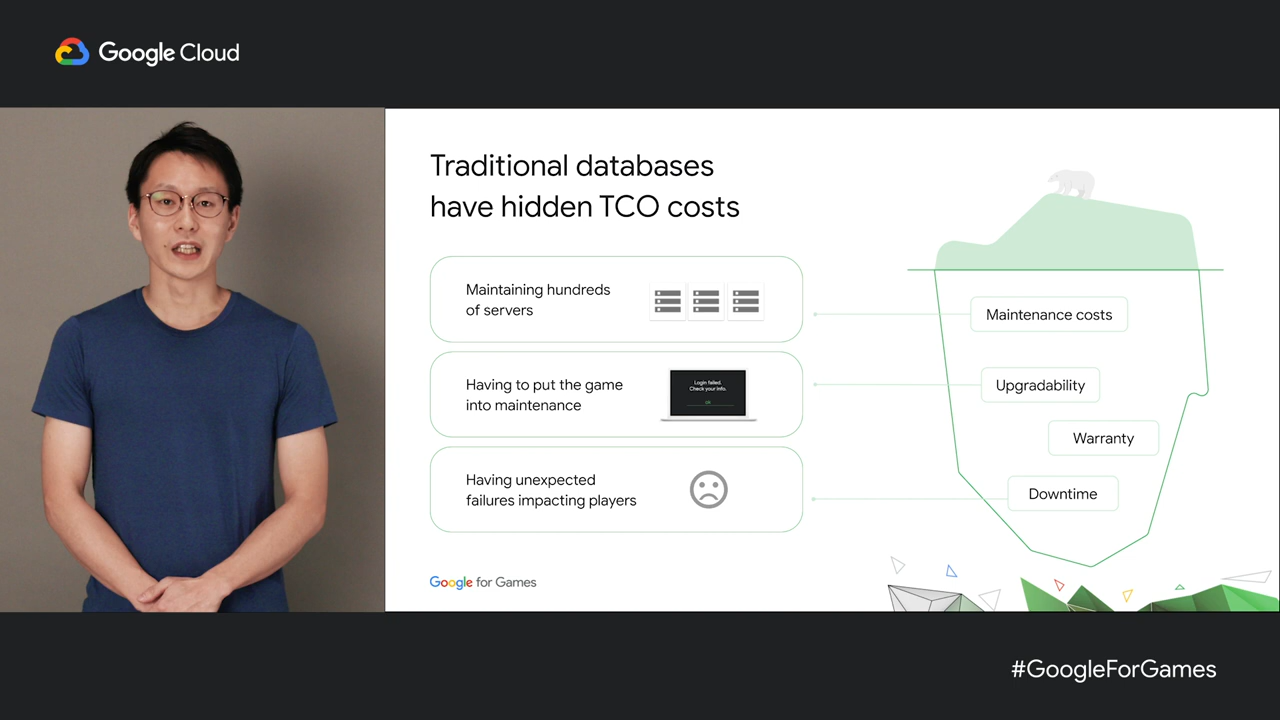 Google Cloud
Traditional databases
have hidden TCO costs
Maintaining hundreds
of servers
Having to put the game
into maintenance
Login failed.
Check your info.
Having unexpected
failures impacting players
Maintenance costs
Upgradability
Warranty
Downtime
Google for Games
#GoogleForGames